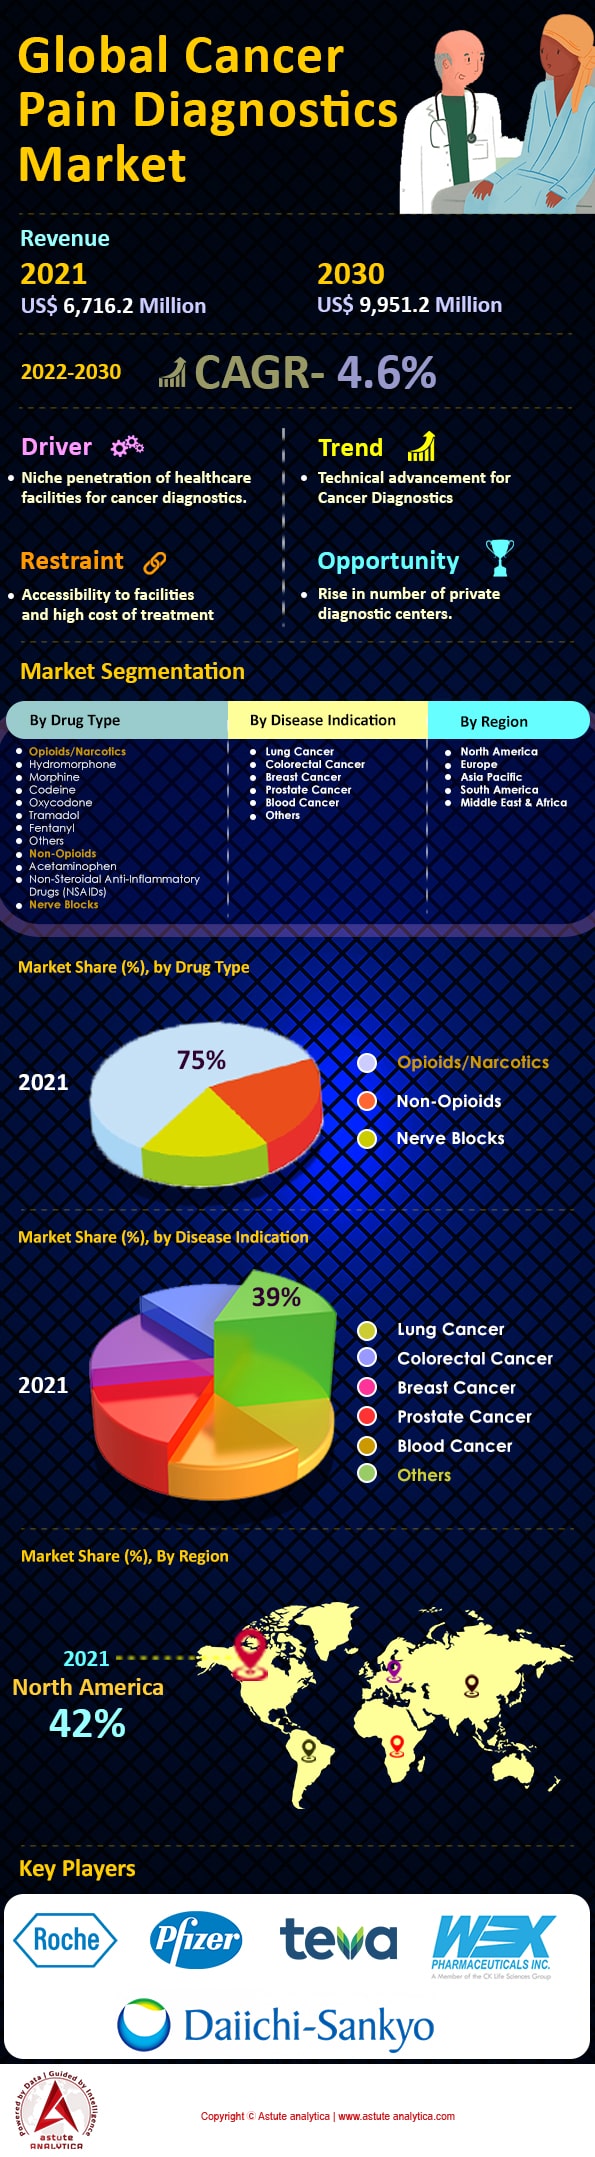 Global Cancer
Pain Diagnostics
Market
Revenue
2021
US$ 6,716.2 Million
2030
US$ 9,951.2 Million
2022-2030
CAGR- 4.6%
Driver
• Niche penetration of healthcare
facilities for cancer diagnostics.
Trend
• Technical advancement for
Cancer Diagnostics
Restraint
• Accessibility to facilities
and high cost of treatment
Opportunity
• Rise in number of private
diagnostic centers.
Market Segmentation
By Drug Type
Opioids/Narcotics
Hydromorphone
Morphine
Codeine
Oxycodone
Tramadol
Fentanyl
Others
Non-Opioids
Acetaminophen
Non-Steroidal Anti-Inflammatory
Drugs (NSAIDs)
Nerve Blocks
By Disease Indication
Lung Cancer
Colorectal Cancer
Breast Cancer
Prostate Cancer
Blood Cancer
Others
By Region
North America
Europe
Asia Pacific
South America
Middle East & Africa
Market Share (%), by Drug Type
2021
75%
Opioids/Narcotics
Non-Opioids
Nerve Blocks
Market Share (%), by Disease Indication
2021
39%
Lung Cancer
Colorectal Cancer
Breast Cancer
Prostate Cancer
Blood Cancer
Others
Market Share (%), By Region
2021
North America
42%
Key Players
Roche
Pfizer
teva
WEX
PHARMACEUTICALS INC.
A Member of the CK Life Sciences Group
Daiichi-Sankyo
Powered by Data | Guided by Intelligence
astute
ANALYTICA
Copyright © Astute analytica | www.astute analytica.com